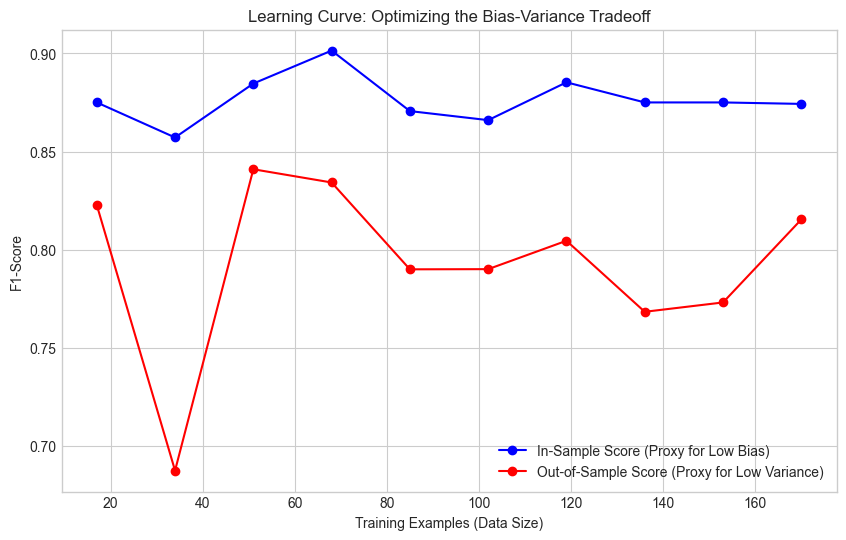 Learning Curve: Optimizing the Bias-Variance Tradeoff
F1-Score
0.90
0.85
0.80
0.75
0.70
In-Sample Score (Proxy for Low Bias)
Out-of-Sample Score (Proxy for Low Variance)
20 40 60 80 100 120 140 160
Training Examples (Data Size)